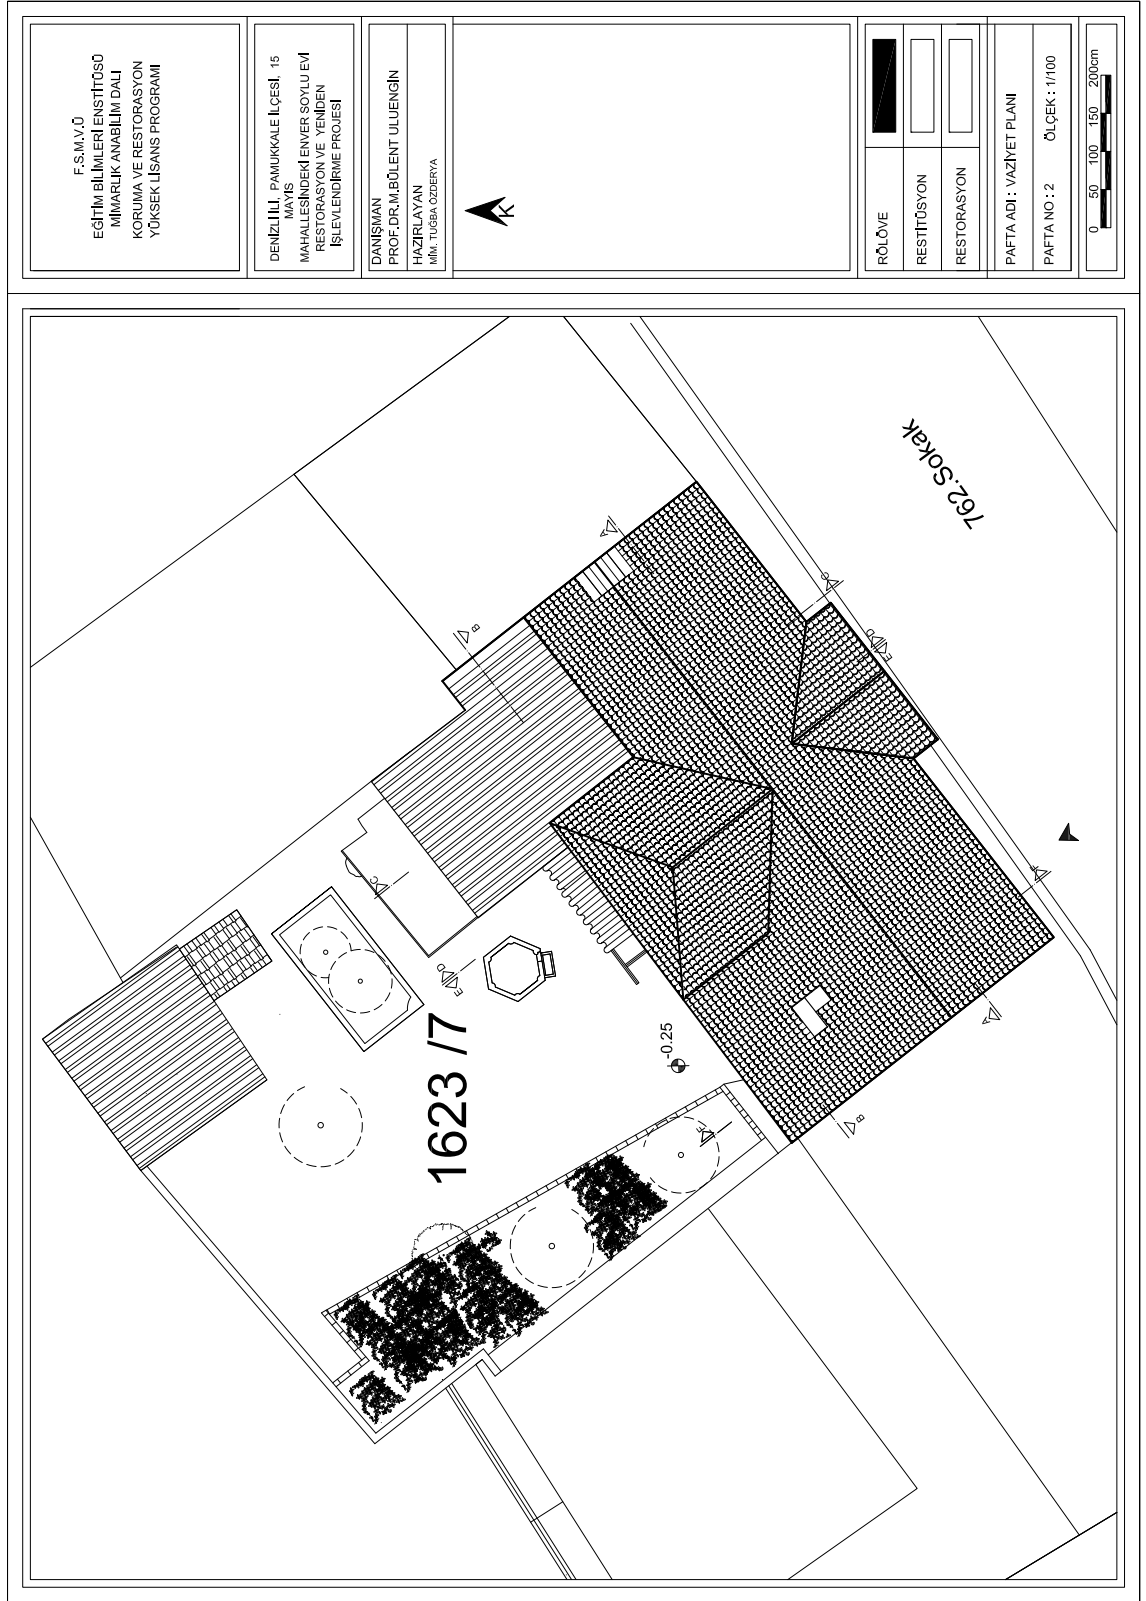 F.S.M.V.Ü
EĞİTİM BİLİMLERİ ENSTİTÜSÜ
MİMARLIK ANABİLİM DALI
KORUMA VE RESTORASYON
YÜKSEK LİSANS PROGRAMI
DENİZLİ İLİ, PAMUKKALE İLÇESİ, 15
MAYIS
MAHALLESİNDEKİ ENVER SOYLU EVİ
RESTORASYON VE YENİDEN
İŞLEVLENDİRME PROJESİ
DANIŞMAN
PROF.DR.M.BÜLENT ULUENGİN
HAZIRLAYAN
MİM. TUĞBA ÖZDERYA
K
RÖLÖVE
RESTİTÜSYON
RESTORASYON
PAFTA ADI : VAZİYET PLANI
PAFTA NO : 2 ÖLÇEK : 1/100
0 50 100 150 200cm
762.Sokak
1623 /7
-0.25
A
B
C
E D
C
E D
F
A
B
F